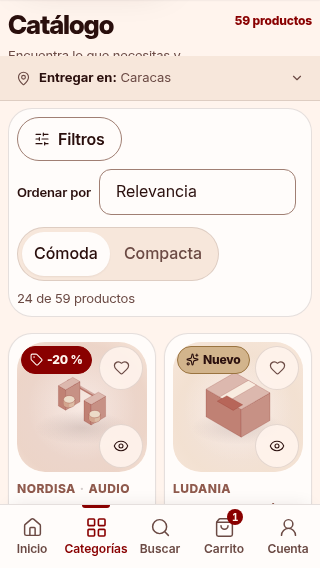 Catálogo
59 productos
Encuentra lo que necesitas y
Entregar en: Caracas
Filtros
Ordenar por
Relevancia
Cómoda
Compacta
24 de 59 productos
-20 %
Nuevo
NORDISA · AUDIO
LUDANIA
1
Inicio
Categorías
Buscar
Carrito
Cuenta